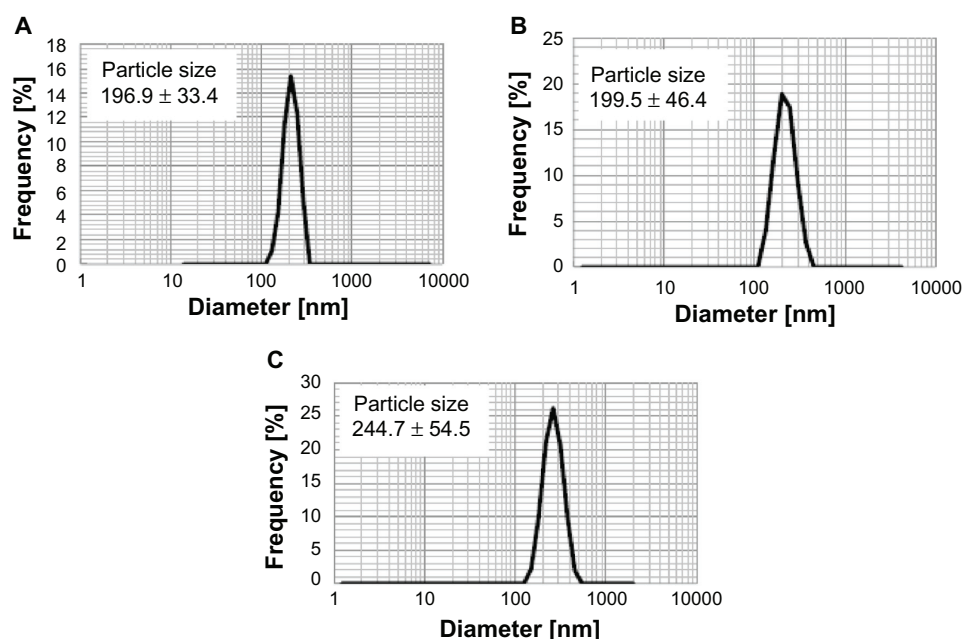 A
Frequency [%]
18
16
14
12
10
8
6
4
2
0
Particle size
196.9 ± 33.4
1 10 100 1000 10000
Diameter [nm]
B
Frequency [%]
25
20
15
10
5
0
Particle size
199.5 ± 46.4
1 10 100 1000 10000
Diameter [nm]
C
Frequency [%]
30
25
20
15
10
5
0
Particle size
244.7 ± 54.5
1 10 100 1000 10000
Diameter [nm]